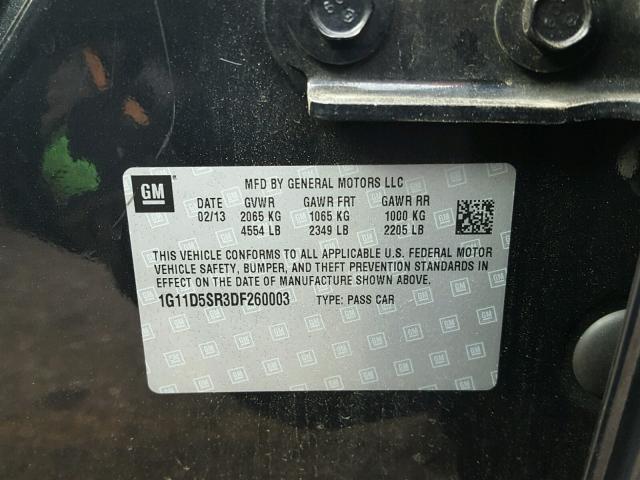 GM
MFD BY GENERAL MOTORS LLC
DATE GVWR GAWR FRT GAWR RR
02/13 2065 KG 1065 KG 1000 KG
4554 LB 2349 LB 2205 LB
THIS VEHICLE CONFORMS TO ALL APPLICABLE U.S. FEDERAL MOTOR
VEHICLE SAFETY, BUMPER, AND THEFT PREVENTION STANDARDS IN
EFFECT ON THE DATE OF MANUFACTURE SHOWN ABOVE.
1G11D5SR3DF260003 TYPE: PASS CAR